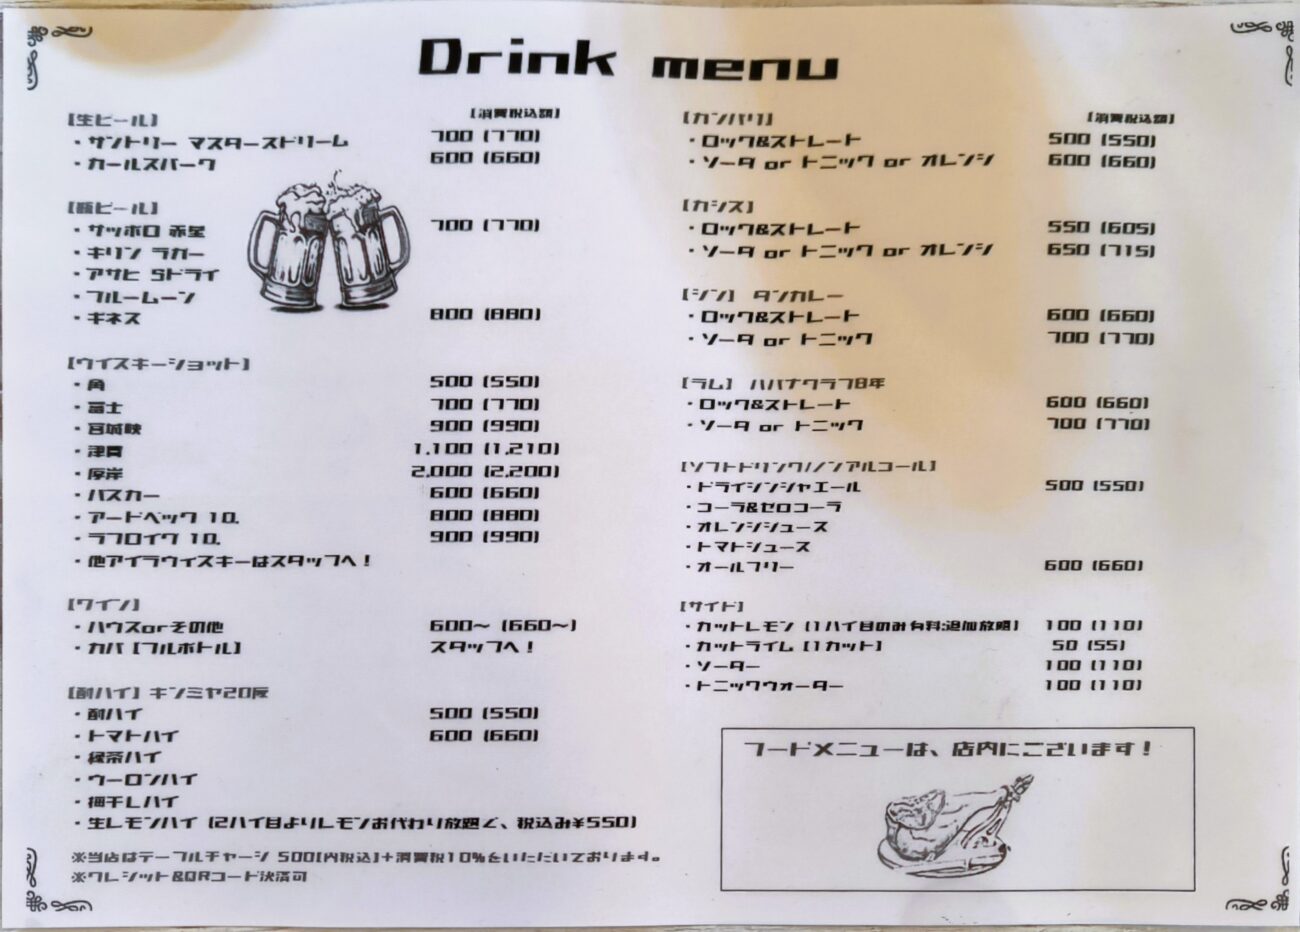 Drink menu
[生ビール] [消費税込額]
・サントリー マスターズドリーム 700 (770)
・カールスバーグ 600 (660)
[瓶ビール]
・サッポロ 赤星 700 (770)
・キリン ラガー
・アサヒ Sドライ
・ブルームーン
・ギネス 800 (880)
[ウイスキーショット]
・角 500 (550)
・富士 700 (770)
・宮城峡 900 (990)
・津貫 1,100 (1,210)
・厚岸 2,000 (2,200)
・バスカー 600 (660)
・アードベッグ 10. 800 (880)
・ラフロイグ 10. 900 (990)
・他アイラウィスキーはスタッフへ！
[ワイン]
・ハウスorその他 600～ (660～)
・カバ [フルボトル] スタッフへ！
[酎ハイ] キンミヤ20度
・酎ハイ 500 (550)
・トマトハイ 600 (660)
・緑茶ハイ
・ウーロンハイ
・梅干しハイ
・生レモンハイ (2ハイ目よりレモンお代わり放題で、税込み¥550)
※当店はテーブルチャージ 500(内税込)+消費税10%をいただいております。
※クレジット&QRコード決済可
[カンパリ] [消費税込額]
・ロック&ストレート 500 (550)
・ソーダ or トニック or オレンジ 600 (660)
[カシス]
・ロック&ストレート 550 (605)
・ソーダ or トニック or オレンジ 650 (715)
[ジン] タンカレー
・ロック&ストレート 600 (660)
・ソーダ or トニック 700 (770)
[ラム] ハバナクラブ8年
・ロック&ストレート 600 (660)
・ソーダ or トニック 700 (770)
[ソフトドリンク/ノンアルコール]
・ドライジンジャエール 500 (550)
・コーラ&ゼロコーラ
・オレンジジュース
・トマトジュース
・オールフリー 600 (660)
[サイド]
・カットレモン (1ハイ目のみ有料;追加放題) 100 (110)
・カットライム [1カット] 50 (55)
・ソーダー 100 (110)
・トニックウォーター 100 (110)
フードメニューは、店内にございます！